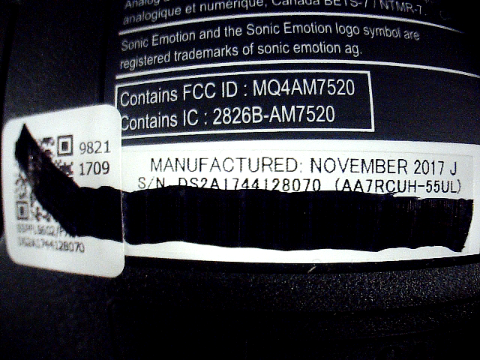 analogique et numérique, Canada BETS-7 / NTMR-7
Sonic Emotion and the Sonic Emotion logo symbol are
registered trademarks of sonic emotion ag.
Contains FCC ID : MQ4AM7520
Contains IC : 2826B-AM7520
9821
1709
MANUFACTURED: NOVEMBER 2017 J
S/N DS2A1744128070 (AA7RCUH-55UL)
DS2A1744128070